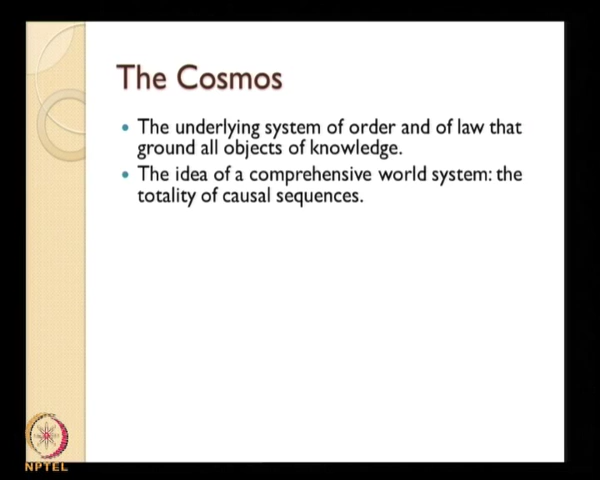 The Cosmos
The underlying system of order and of law that
ground all objects of knowledge.
The idea of a comprehensive world system: the
totality of causal sequences.
NPTEL